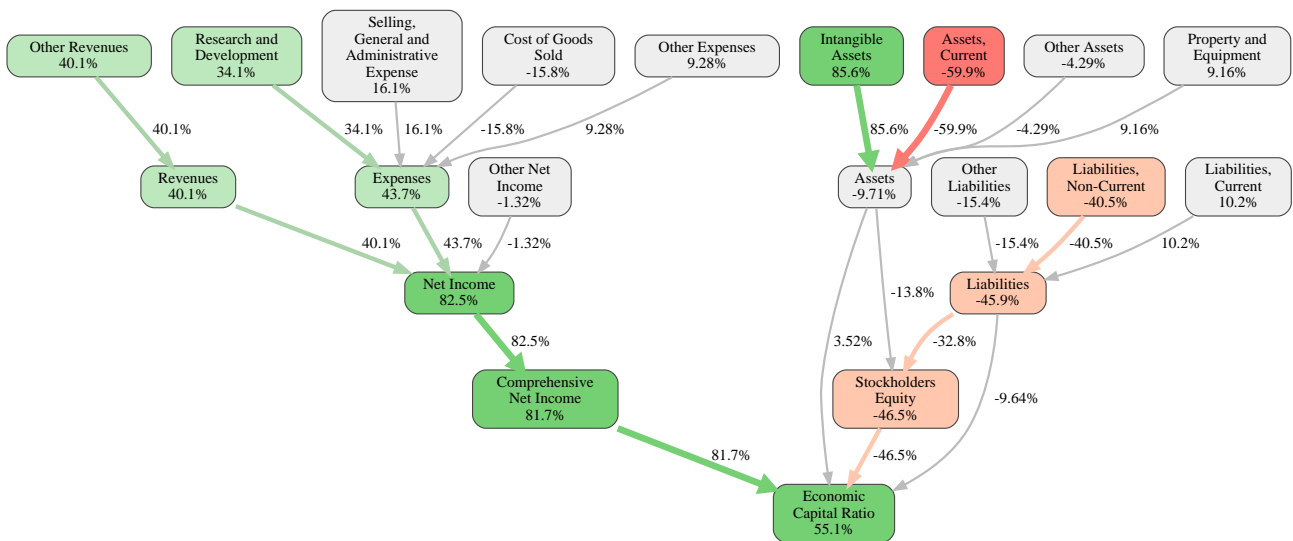 Other Revenues
40.1%
Research and
Development
34.1%
Selling,
General and
Administrative
Expense
16.1%
Cost of Goods
Sold
-15.8%
Other Expenses
9.28%
Intangible
Assets
85.6%
Assets,
Current
-59.9%
Other Assets
-4.29%
Property and
Equipment
9.16%
40.1%
34.1%
16.1%
-15.8%
9.28%
85.6%
-59.9%
-4.29%
9.16%
Revenues
40.1%
Expenses
43.7%
Other Net
Income
-1.32%
Assets
-9.71%
Other
Liabilities
-15.4%
Liabilities,
Non-Current
-40.5%
Liabilities,
Current
10.2%
40.1%
43.7%
-1.32%
-15.4%
-40.5%
10.2%
Net Income
82.5%
-13.8%
Liabilities
-45.9%
82.5%
3.52%
-32.8%
Comprehensive
Net Income
81.7%
Stockholders
Equity
-46.5%
-9.64%
81.7%
-46.5%
Economic
Capital Ratio
55.1%